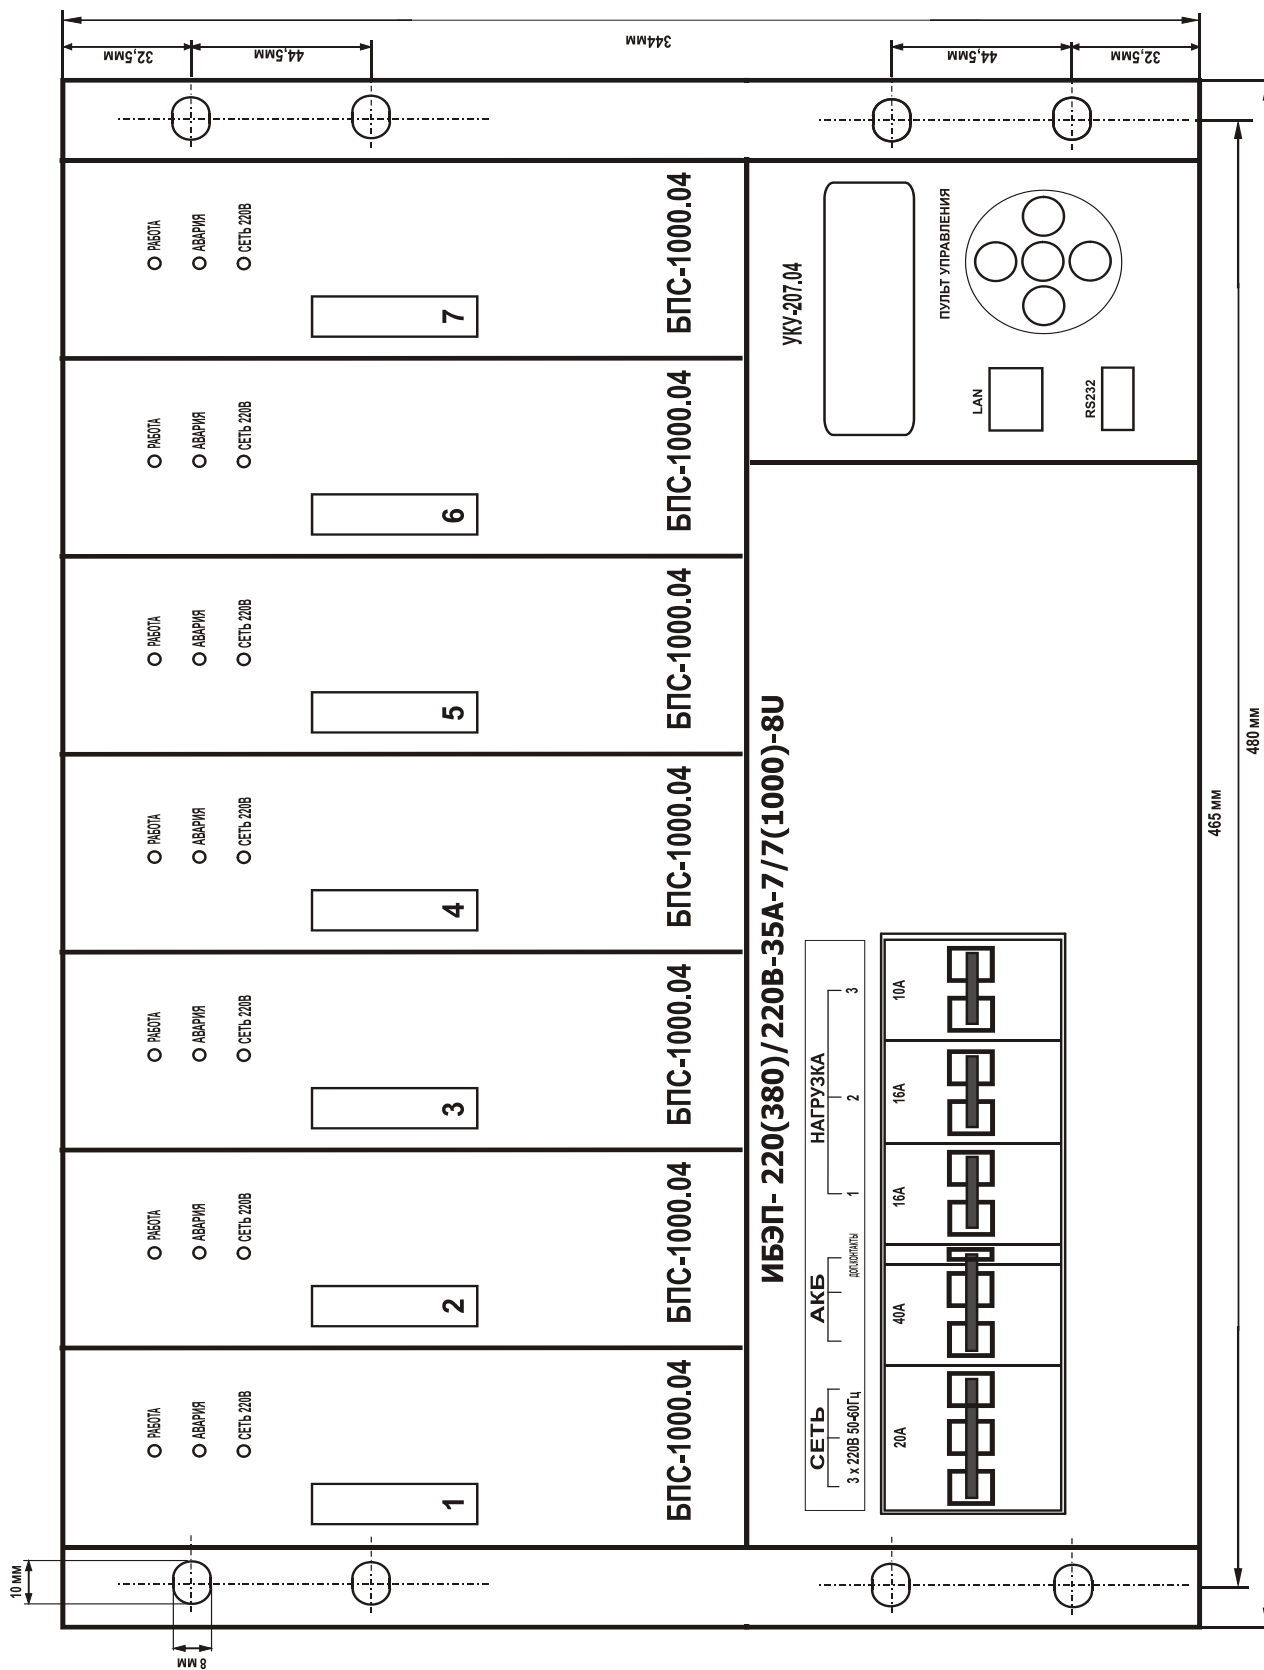 344мм
32,5мм
44,5мм
44,5мм
32,5мм
РАБОТА
АВАРИЯ
СЕТЬ 220В
1
БПС-1000.04
РАБОТА
АВАРИЯ
СЕТЬ 220В
2
БПС-1000.04
РАБОТА
АВАРИЯ
СЕТЬ 220В
3
БПС-1000.04
РАБОТА
АВАРИЯ
СЕТЬ 220В
4
БПС-1000.04
РАБОТА
АВАРИЯ
СЕТЬ 220В
5
БПС-1000.04
РАБОТА
АВАРИЯ
СЕТЬ 220В
6
БПС-1000.04
РАБОТА
АВАРИЯ
СЕТЬ 220В
7
БПС-1000.04
ИБЭП- 220(380)/220В-35А-7/7(1000)-8U
СЕТЬ
3 х 220В 50-60Гц
АКБ
ДОП.КОНТАКТЫ
НАГРУЗКА
1
2
3
20А
40А
16А
16А
10А
УКУ-207.04
LAN
RS232
ПУЛЬТ УПРАВЛЕНИЯ
10 мм
8 мм
465 мм
480 мм